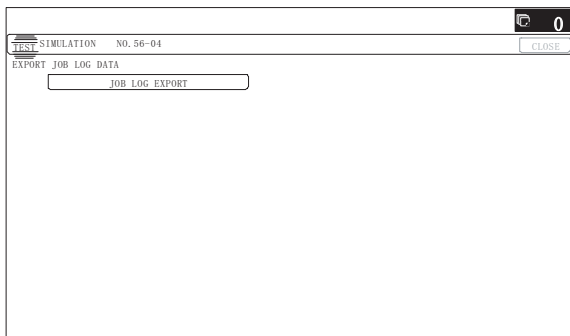 0
TEST SIMULATION NO.56-04
CLOSE
EXPORT JOB LOG DATA
JOB LOG EXPORT